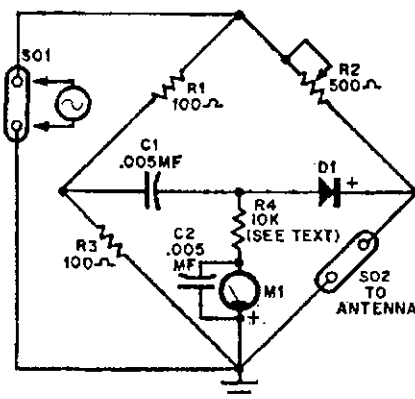 SO1
R1
100Ω
R2
500Ω
C1
.005MF
D1
+
R4
10K
(SEE TEXT)
C2
.005
MF
R3
100Ω
M1
+
SO2
TO
ANTENNA